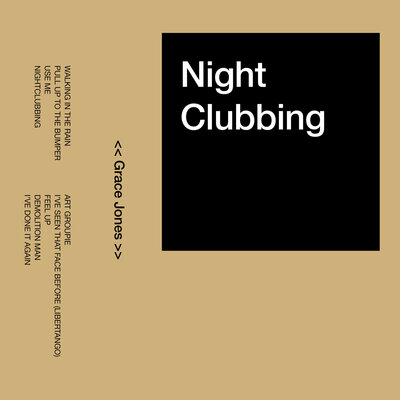 WALKING IN THE RAIN
PULL UP TO THE BUMPER
USE ME
NIGHTCLUBBING
ART GROUPIE
I'VE SEEN THAT FACE BEFORE (LIBERTANGO)
FEEL UP
DEMOLITION MAN
I'VE DONE IT AGAIN
<< Grace Jones >>
Night
Clubbing